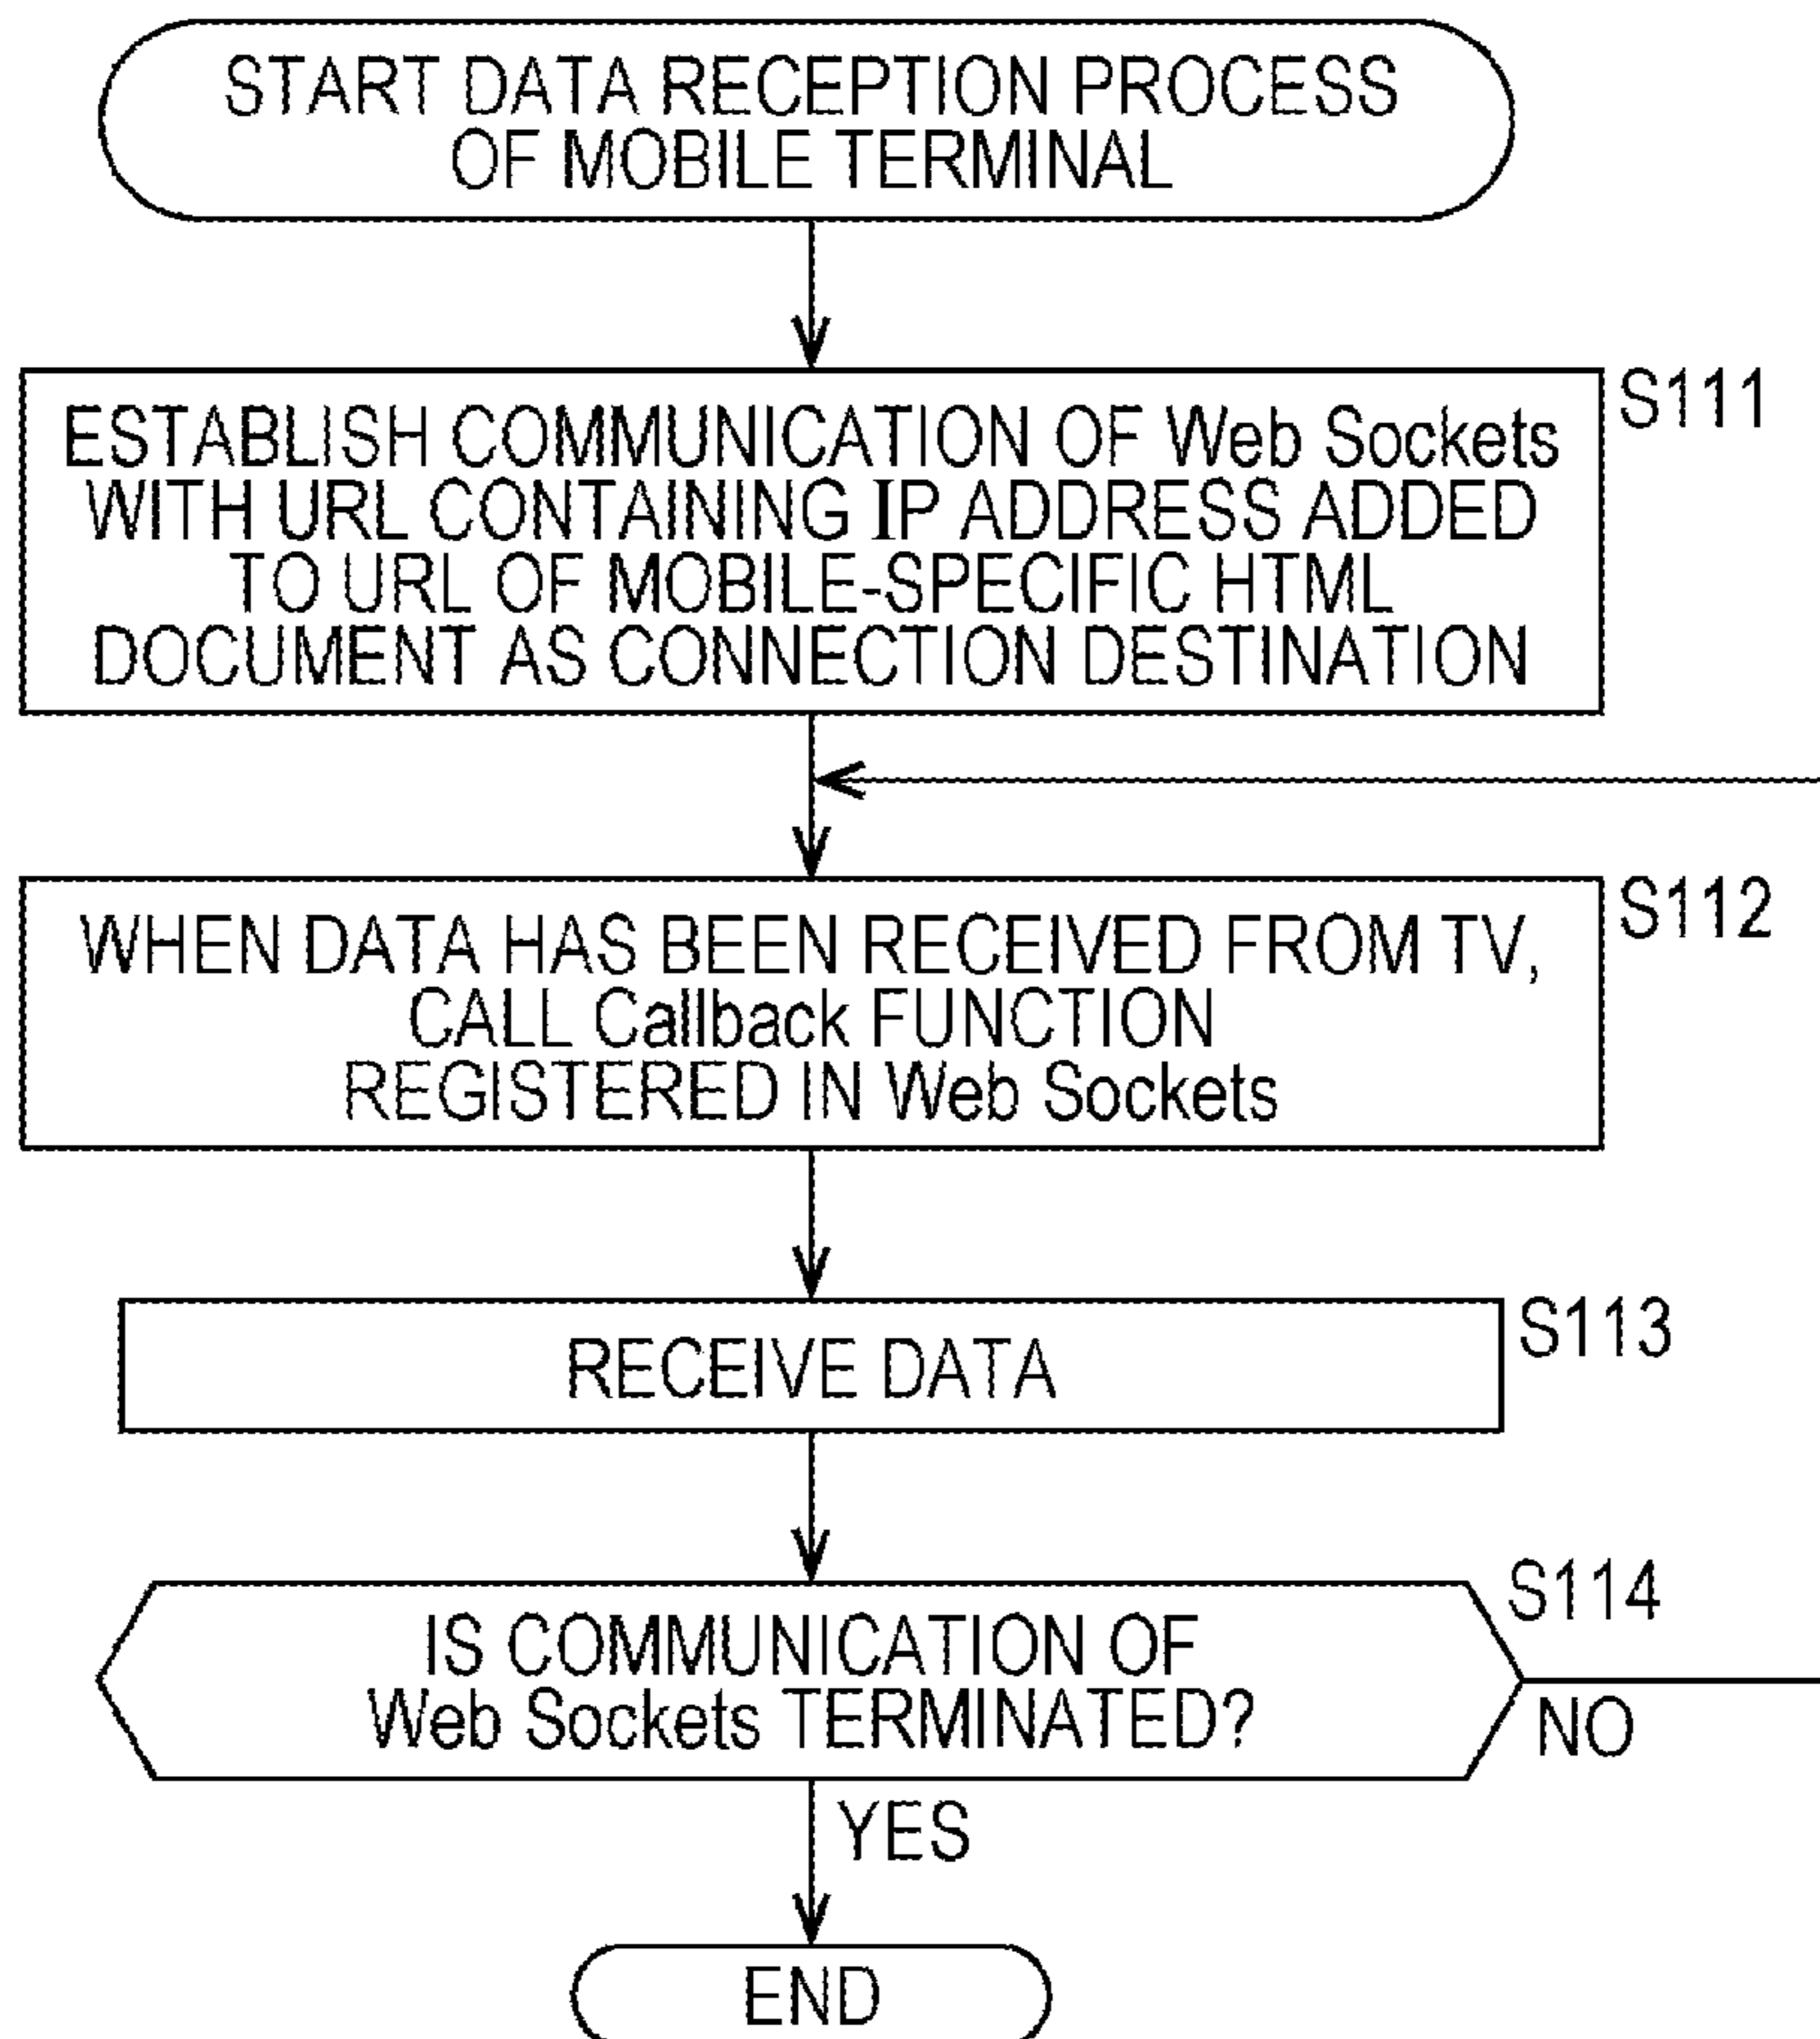 START DATA RECEPTION PROCESS
OF MOBILE TERMINAL
S111
ESTABLISH COMMUNICATION OF Web Sockets
WITH URL CONTAINING IP ADDRESS ADDED
TO URL OF MOBILE-SPECIFIC HTML
DOCUMENT AS CONNECTION DESTINATION
S112
WHEN DATA HAS BEEN RECEIVED FROM TV,
CALL Callback FUNCTION
REGISTERED IN Web Sockets
S113
RECEIVE DATA
S114
IS COMMUNICATION OF
Web Sockets TERMINATED?
NO
YES
END